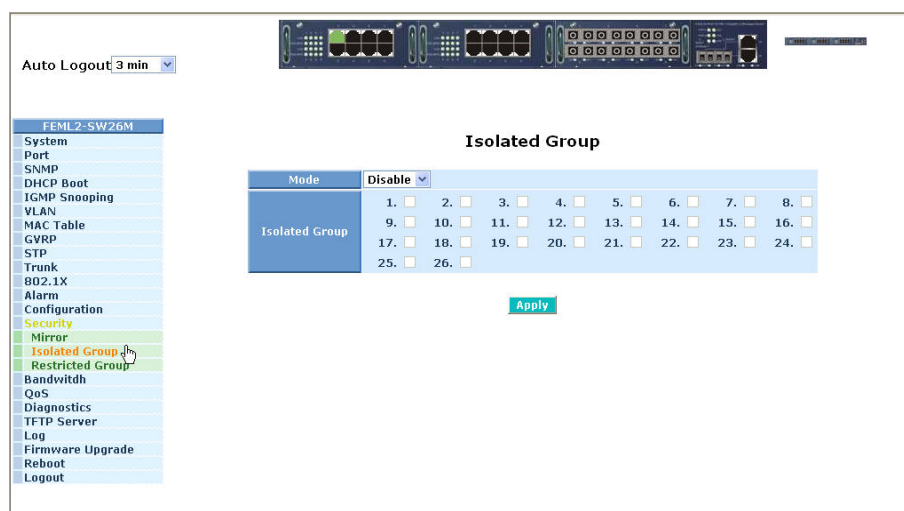 Auto Logout 3 min
FEML2-SW26M
System
Port
SNMP
DHCP Boot
IGMP Snooping
VLAN
MAC Table
GVRP
STP
Trunk
802.1X
Alarm
Configuration
Security
Mirror
Isolated Group
Restricted Group
Bandwitdh
QoS
Diagnostics
TFTP Server
Log
Firmware Upgrade
Reboot
Logout
Isolated Group
Mode Disable
Isolated Group
1. 2. 3. 4. 5. 6. 7. 8.
9. 10. 11. 12. 13. 14. 15. 16.
17. 18. 19. 20. 21. 22. 23. 24.
25. 26.
Apply